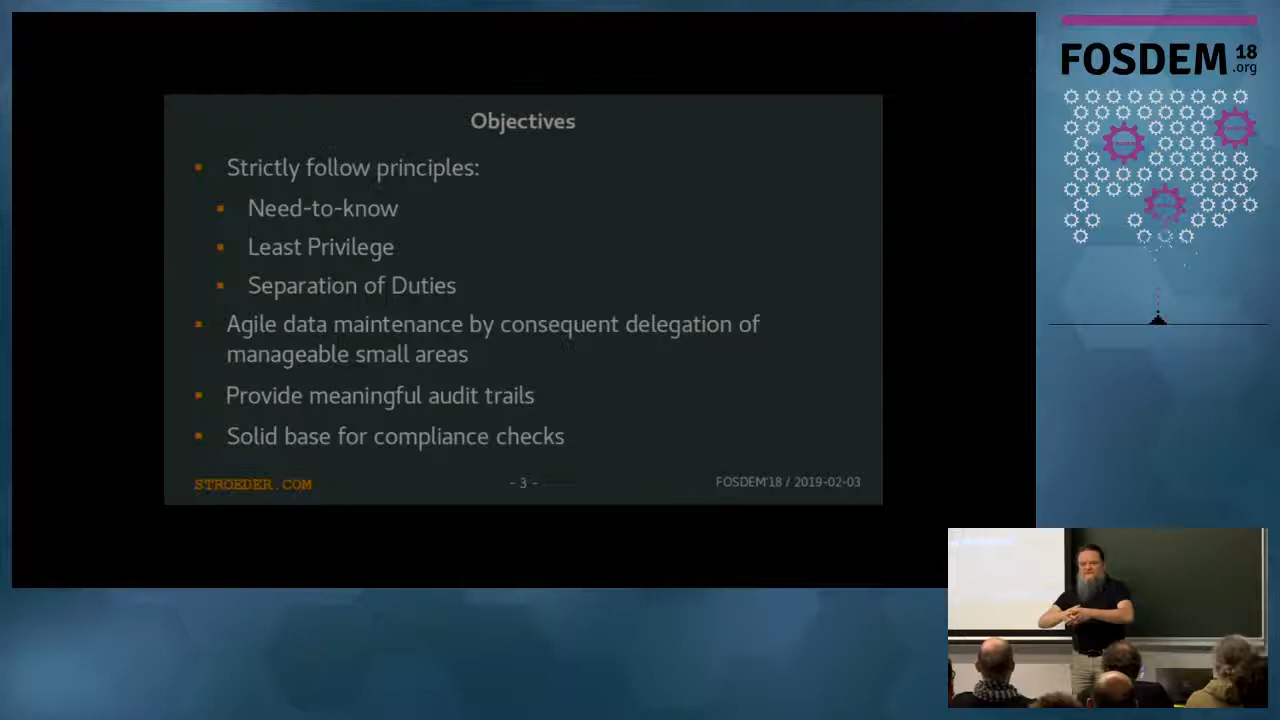 Objectives
Strictly follow principles:
Need-to-know
Least Privilege
Separation of Duties
Agile data maintenance by consequent delegation of
manageable small areas
Provide meaningful audit trails
Solid base for compliance checks
STROEDER.COM
- 3 -
FOSDEM'18 / 2019-02-03
FOSDEM 18
.org